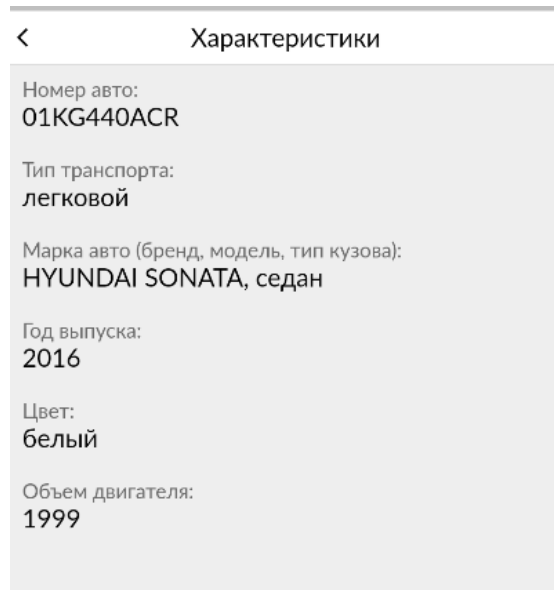 Характеристики
Номер авто:
01KG440ACR
Тип транспорта:
легковой
Марка авто (бренд, модель, тип кузова):
HYUNDAI SONATA, седан
Год выпуска:
2016
Цвет:
белый
Объем двигателя:
1999